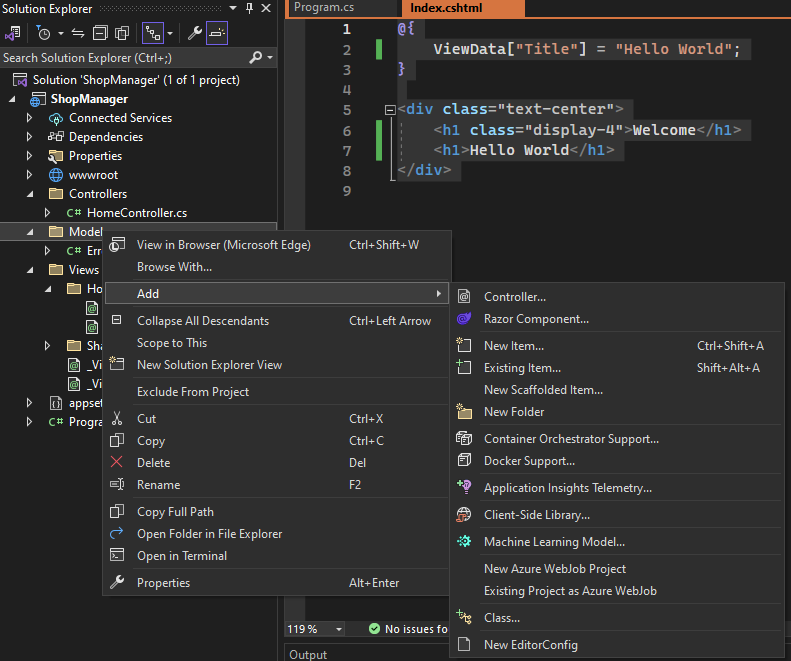 Solution Explorer
Search Solution Explorer (Ctrl+;)
Solution 'ShopManager' (1 of 1 project)
ShopManager
Connected Services
Dependencies
Properties
wwwroot
Controllers
C# HomeController.cs
Model
C# Err
Views
Ho
Sha
_Vi
_Vi
appset
C# Progra
View in Browser (Microsoft Edge) Ctrl+Shift+W
Browse With...
Add
Collapse All Descendants Ctrl+Left Arrow
Scope to This
New Solution Explorer View
Exclude From Project
Cut Ctrl+X
Copy Ctrl+C
Delete Del
Rename F2
Copy Full Path
Open Folder in File Explorer
Open in Terminal
Properties Alt+Enter
Controller...
Razor Component...
New Item... Ctrl+Shift+A
Existing Item... Shift+Alt+A
New Scaffolded Item...
New Folder
Container Orchestrator Support...
Docker Support...
Application Insights Telemetry...
Client-Side Library...
Machine Learning Model...
New Azure WebJob Project
Existing Project as Azure WebJob
Class...
New EditorConfig
Program.cs Index.cshtml
1 @{
2 ViewData["Title"] = "Hello World";
3 }
4
5 <div class="text-center">
6 <h1 class="display-4">Welcome</h1>
7 <h1>Hello World</h1>
8 </div>
9
119 % No issues fo
Output